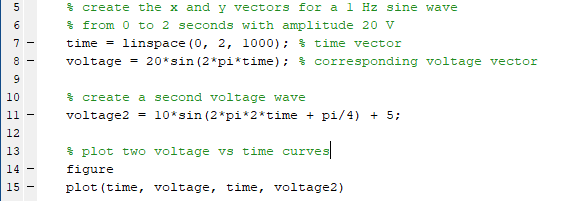 5 % create the x and y vectors for a 1 Hz sine wave
6 % from 0 to 2 seconds with amplitude 20 V
7 - time = linspace(0, 2, 1000); % time vector
8 - voltage = 20*sin(2*pi*time); % corresponding voltage vector
9
10 % create a second voltage wave
11 - voltage2 = 10*sin(2*pi*2*time + pi/4) + 5;
12
13 % plot two voltage vs time curves
14 - figure
15 - plot(time, voltage, time, voltage2)